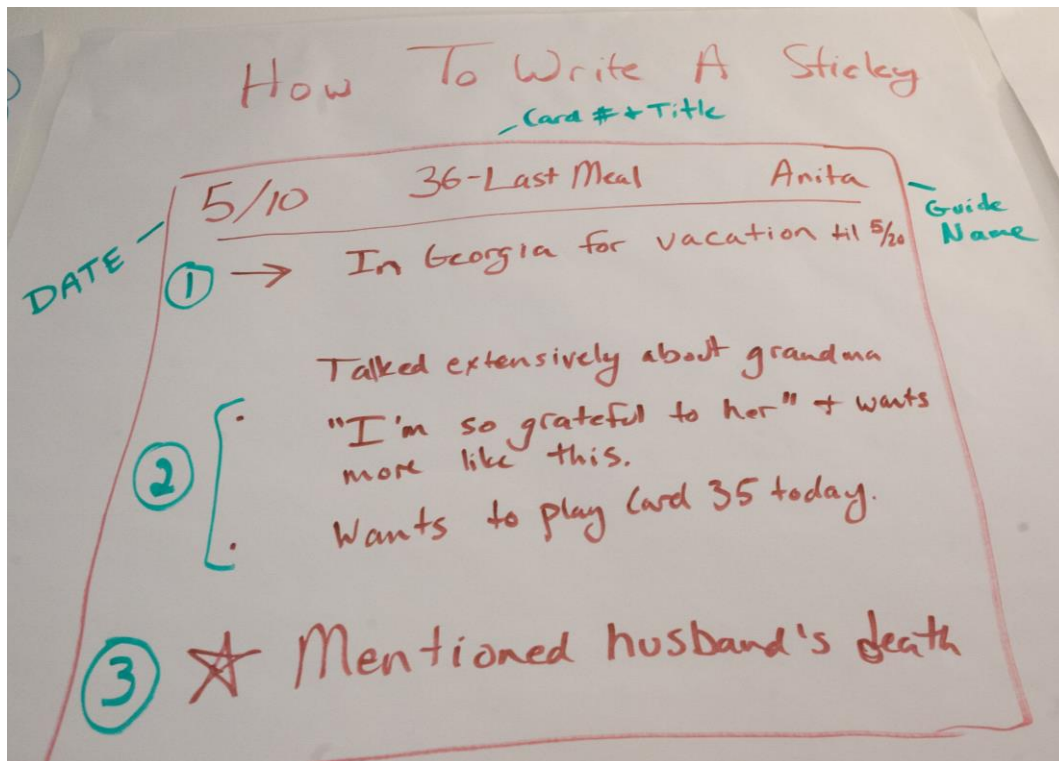 How To Write A Sticky
Card # + Title
5/10 36-Last Meal Anita
DATE
Guide
Name
1 → In Georgia for vacation til 5/20
Talked extensively about grandma
2
• "I'm so grateful to her" + wants
more like this.
• Wants to play Card 35 today.
3 ☆ Mentioned husband's death